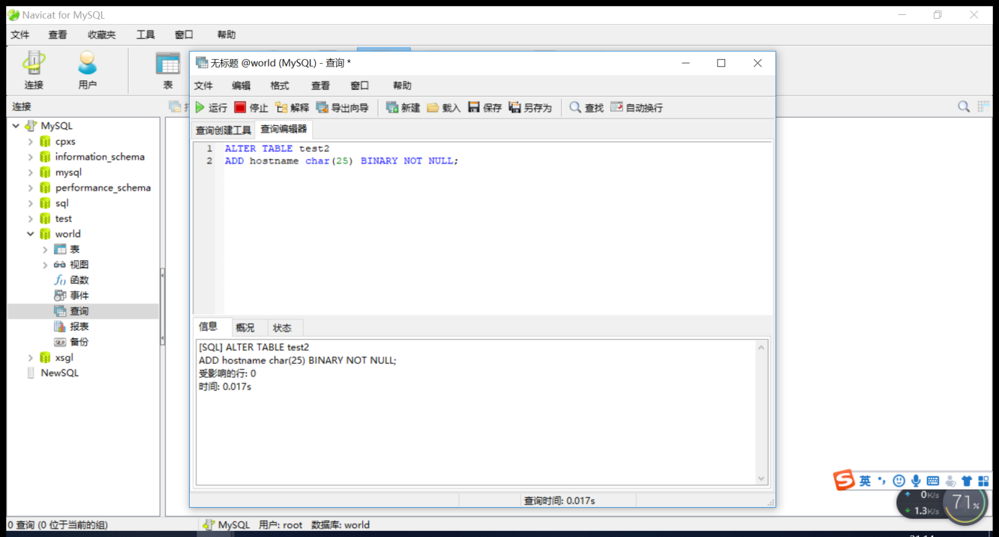 Navicat for MySQL
文件 查看 收藏夹 工具 窗口 帮助
连接 用户 表
无标题 @world (MySQL) - 查询 *
文件 编辑 格式 查看 窗口 帮助
运行 停止 解释 导出向导 新建 载入 保存 另存为 查找 自动换行
查询创建工具 查询编辑器
1 ALTER TABLE test2
2 ADD hostname char(25) BINARY NOT NULL;
连接
MySQL
cpxs
information_schema
mysql
performance_schema
sql
test
world
表
视图
函数
事件
查询
报表
备份
xsgl
NewSQL
信息 概况 状态
[SQL] ALTER TABLE test2
ADD hostname char(25) BINARY NOT NULL;
受影响的行: 0
时间: 0.017s
查询时间: 0.017s
英
0K/s
1.3K/s
71%
0 查询 (0 位于当前的组) MySQL 用户: root 数据库: world